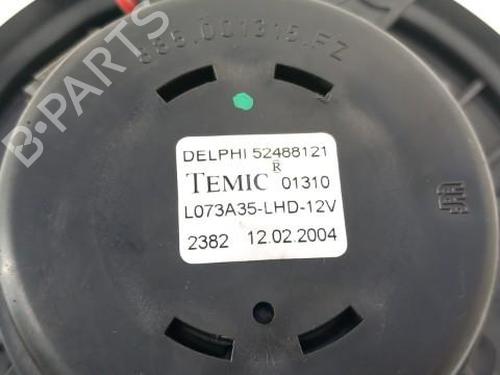 885.001315.FZ
DELPHI 52488121
TEMIC® 01310
L073A35-LHD-12V
2382 12.02.2004
B-PARTS